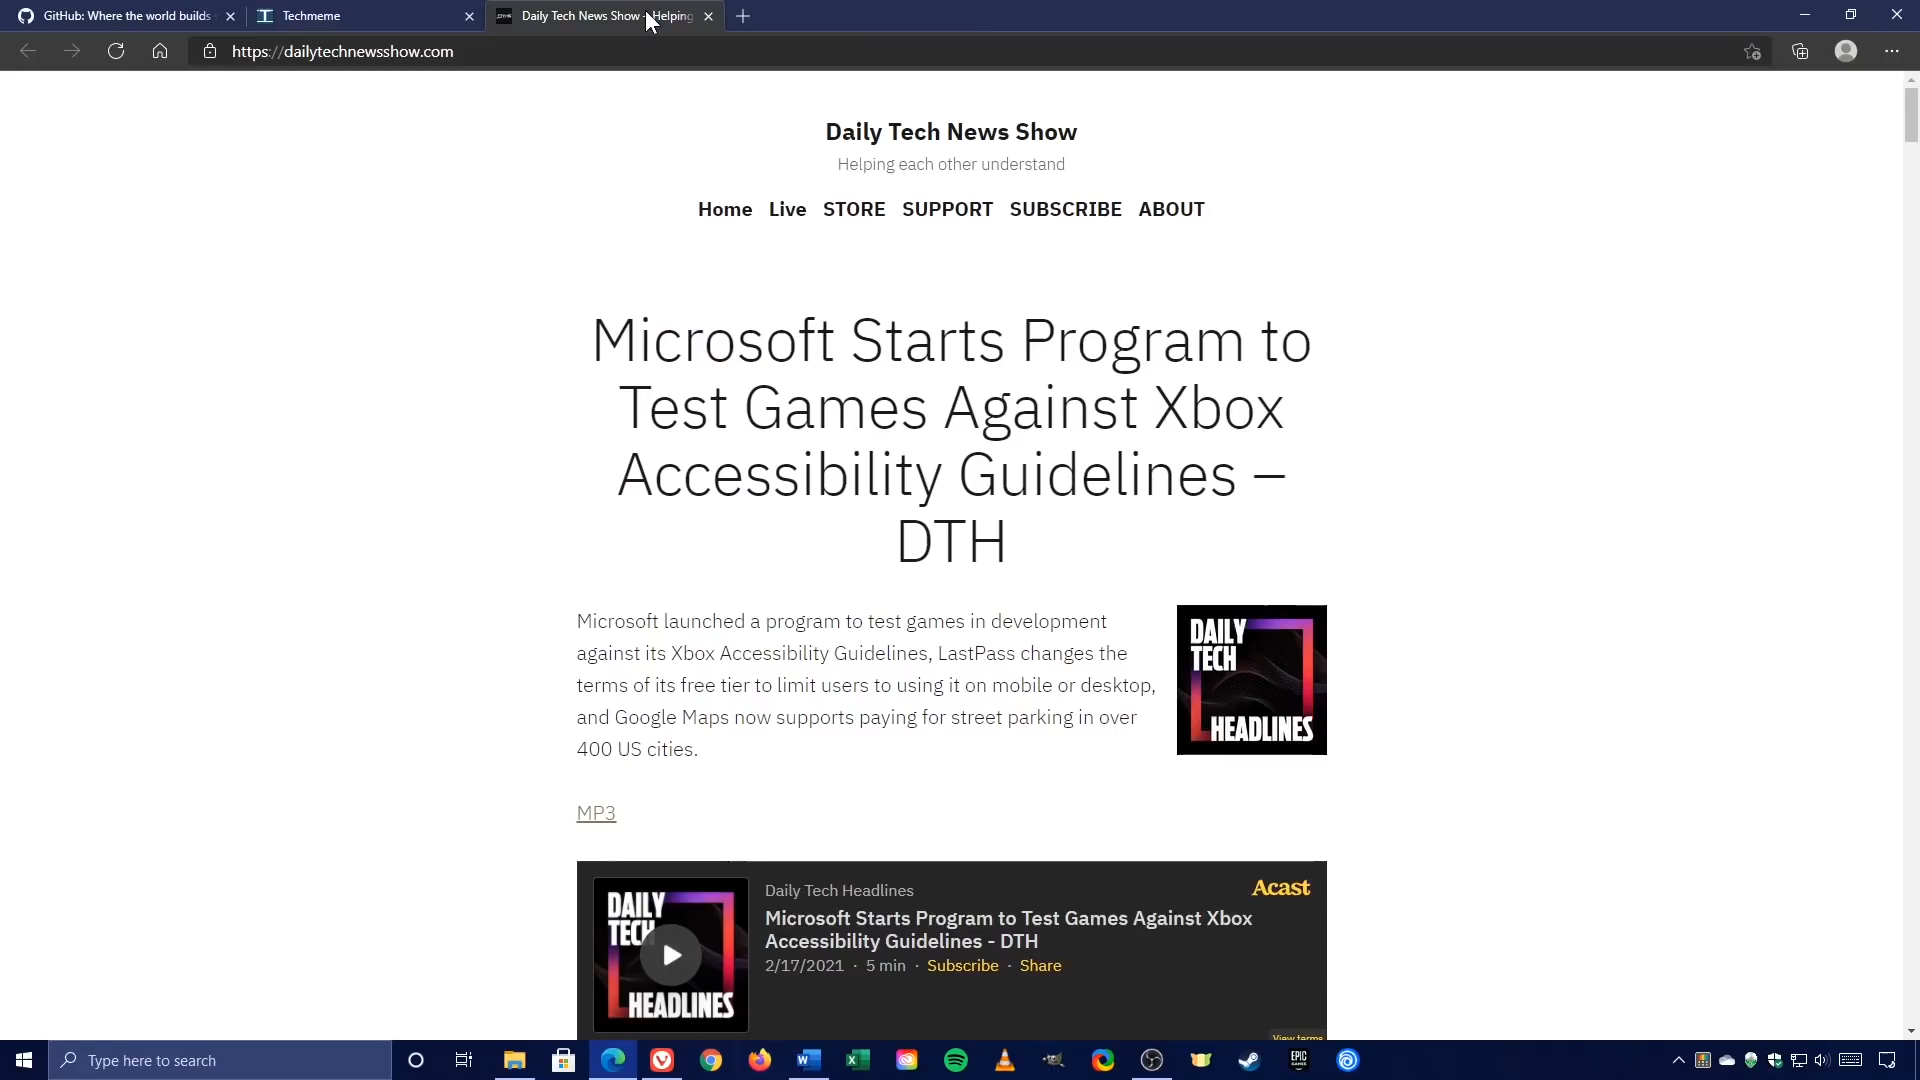 GitHub: Where the world builds
Techmeme
Daily Tech News Show - Helping
https://dailytechnewsshow.com
Daily Tech News Show
Helping each other understand
Home Live STORE SUPPORT SUBSCRIBE ABOUT
Microsoft Starts Program to
Test Games Against Xbox
Accessibility Guidelines –
DTH
Microsoft launched a program to test games in development
against its Xbox Accessibility Guidelines, LastPass changes the
terms of its free tier to limit users to using it on mobile or desktop,
and Google Maps now supports paying for street parking in over
400 US cities.
DAILY
TECH
HEADLINES
MP3
DAILY
TECH
HEADLINES
Daily Tech Headlines
Acast
Microsoft Starts Program to Test Games Against Xbox
Accessibility Guidelines - DTH
2/17/2021 · 5 min · Subscribe · Share
View terms
Type here to search
EPIC
GAMES